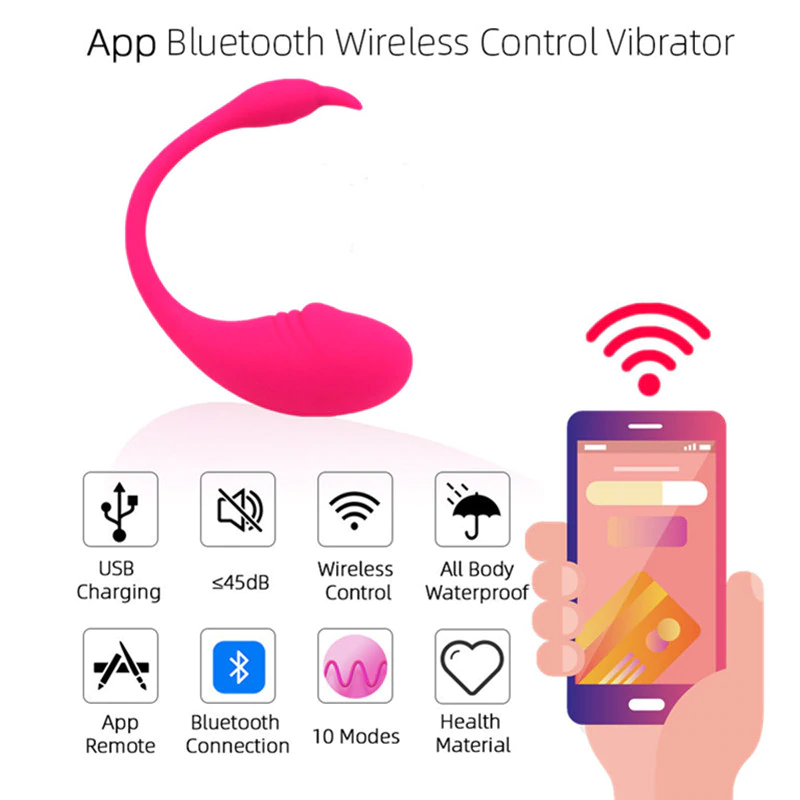 App Bluetooth Wireless Control Vibrator
USB
Charging
≤45dB
Wireless
Control
All Body
Waterproof
App
Remote
Bluetooth
Connection
10 Modes
Health
Material